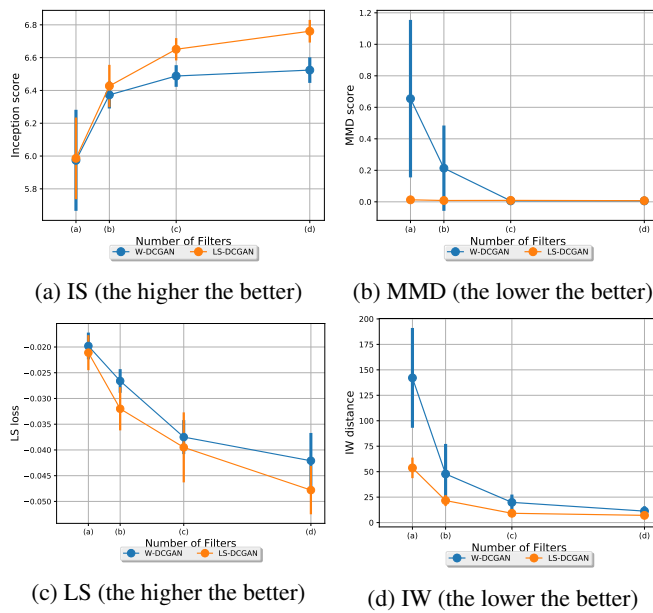 6.8
6.6
6.4
6.2
6.0
5.8
Inception score
(a) (b) (c) (d)
Number of Filters
W-DCGAN LS-DCGAN
(a) IS (the higher the better)
1.2
1.0
0.8
0.6
0.4
0.2
0.0
MMD score
(a) (b) (c) (d)
Number of Filters
W-DCGAN LS-DCGAN
(b) MMD (the lower the better)
−0.020
−0.025
−0.030
−0.035
−0.040
−0.045
−0.050
LS loss
(a) (b) (c) (d)
Number of Filters
W-DCGAN LS-DCGAN
(c) LS (the higher the better)
200
175
150
125
100
75
50
25
0
IW distance
(a) (b) (c) (d)
Number of Filters
W-DCGAN LS-DCGAN
(d) IW (the lower the better)